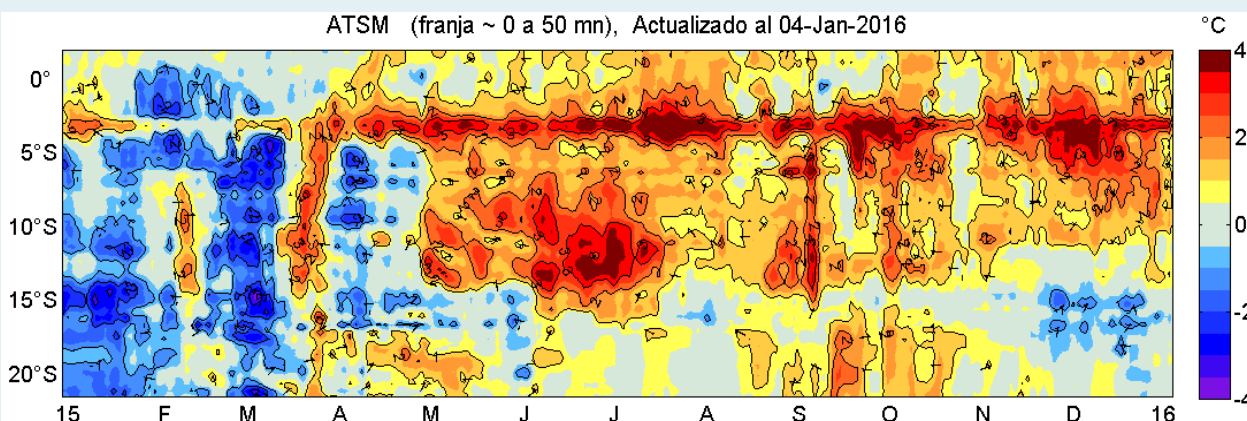 ATSM (franja ~ 0 a 50 mn), Actualizado al 04-Jan-2016
°C
4
2
0
-2
-4
0°
5°S
10°S
15°S
20°S
15 F M A M J J A S O N D 16